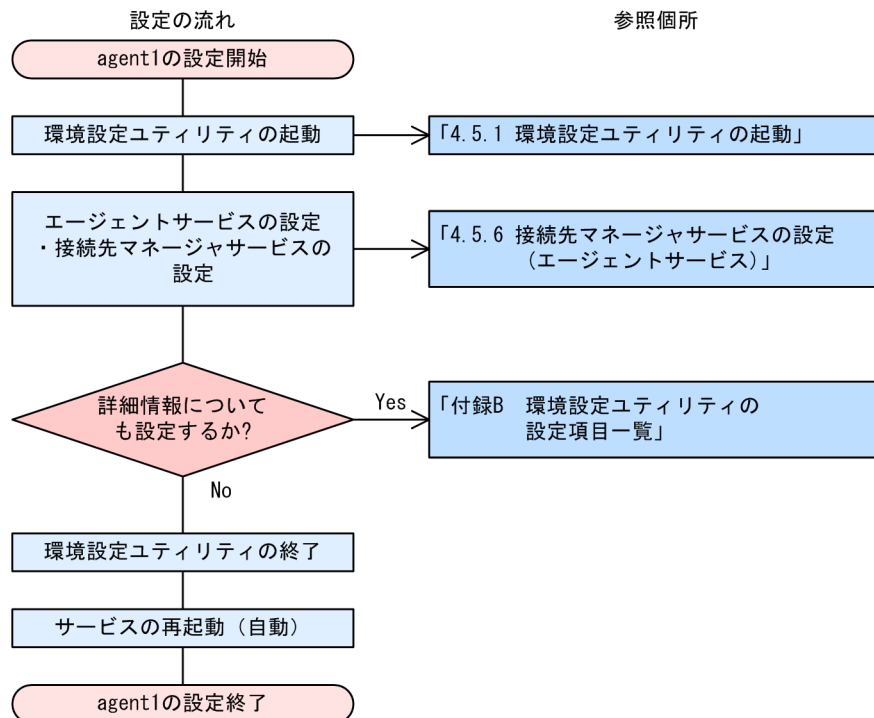 設定の流れ
参照個所
agent1の設定開始
環境設定ユティリティの起動
「4.5.1 環境設定ユティリティの起動」
エージェントサービスの設定
・接続先マネージャサービスの
設定
「4.5.6 接続先マネージャサービスの設定
（エージェントサービス）」
詳細情報について
も設定するか?
Yes
「付録B　環境設定ユティリティの
設定項目一覧」
No
環境設定ユティリティの終了
サービスの再起動（自動）
agent1の設定終了